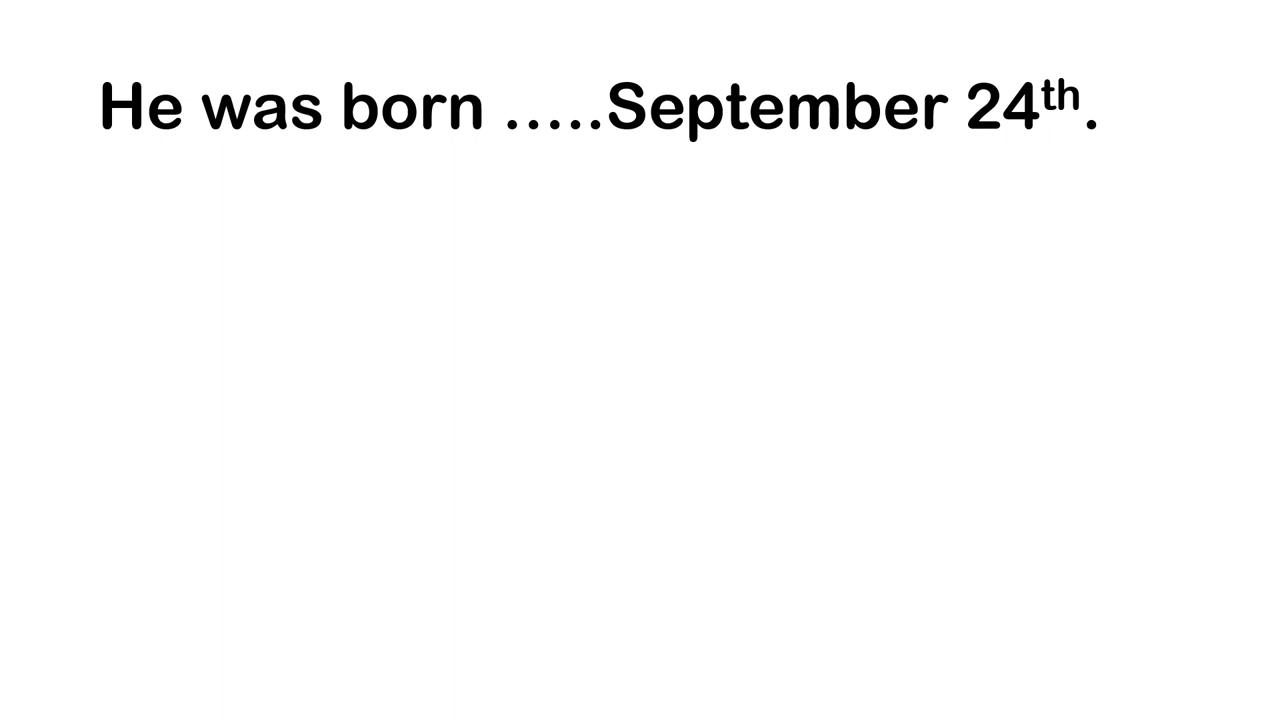 He was born .....September 24th.